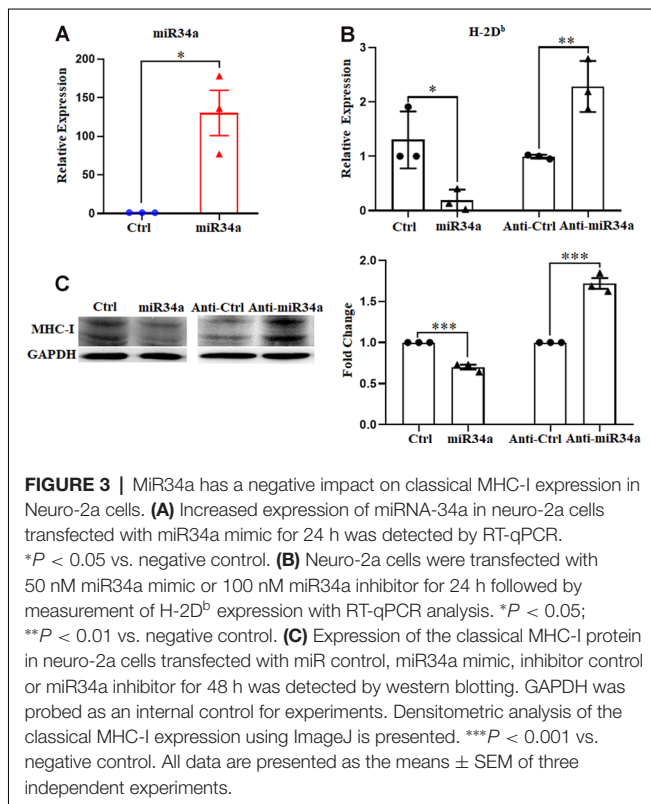 A
miR34a
*
Relative Expression
200
150
100
50
0
Ctrl
miR34a
B
H-2Dᵇ
**
*
Relative Expression
3
2
1
0
Ctrl
miR34a
Anti-Ctrl
Anti-miR34a
C
Ctrl miR34a Anti-Ctrl Anti-miR34a
MHC-I
GAPDH
***
***
Fold Change
2.0
1.5
1.0
0.5
0.0
Ctrl
miR34a
Anti-Ctrl
Anti-miR34a
FIGURE 3 | MiR34a has a negative impact on classical MHC-I expression in
Neuro-2a cells. (A) Increased expression of miRNA-34a in neuro-2a cells
transfected with miR34a mimic for 24 h was detected by RT-qPCR.
*P < 0.05 vs. negative control. (B) Neuro-2a cells were transfected with
50 nM miR34a mimic or 100 nM miR34a inhibitor for 24 h followed by
measurement of H-2Dᵇ expression with RT-qPCR analysis. *P < 0.05;
**P < 0.01 vs. negative control. (C) Expression of the classical MHC-I protein
in neuro-2a cells transfected with miR control, miR34a mimic, inhibitor control
or miR34a inhibitor for 48 h was detected by western blotting. GAPDH was
probed as an internal control for experiments. Densitometric analysis of the
classical MHC-I expression using ImageJ is presented. ***P < 0.001 vs.
negative control. All data are presented as the means ± SEM of three
independent experiments.